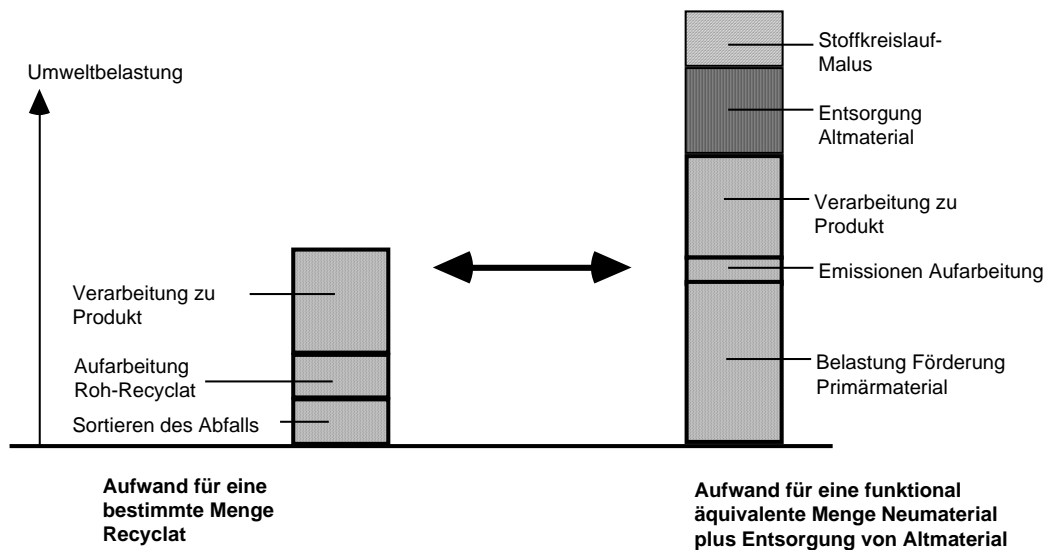 Umweltbelastung
Verarbeitung zu
Produkt
Aufarbeitung
Roh-Recyclat
Sortieren des Abfalls
Aufwand für eine
bestimmte Menge
Recyclat
Stoffkreislauf-
Malus
Entsorgung
Altmaterial
Verarbeitung zu
Produkt
Emissionen Aufarbeitung
Belastung Förderung
Primärmaterial
Aufwand für eine funktional
äquivalente Menge Neumaterial
plus Entsorgung von Altmaterial